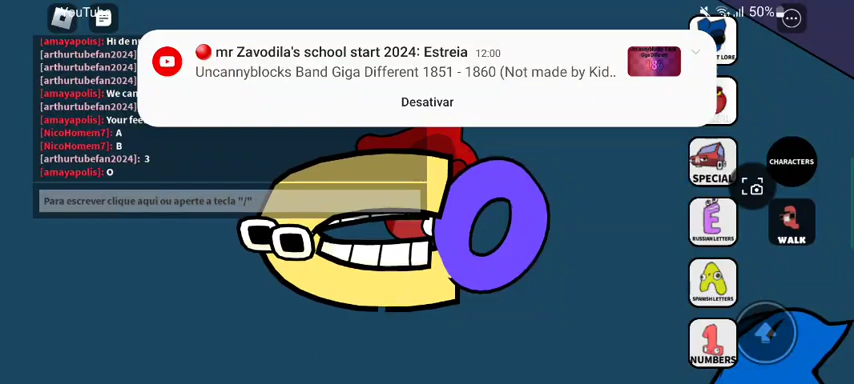 YouTube
50%
mr Zavodila's school start 2024: Estreia 12:00
Uncannyblocks Band Giga Different 1851 - 1860 (Not made by Kid..
Desativar
[amayapolis]: Hi de
[arthurtubefan2024]
[arthurtubefan2024]
[arthurtubefan2024]
[amayapolis]: We can
[arthurtubefan2024]
[amayapolis]: Your fee
[NicoHomem7]: A
[NicoHomem7]: B
[arthurtubefan2024]: 3
[amayapolis]: O
Para escrever clique aqui ou aperte a tecla "/"
T LORE
SPECIAL
CHARACTERS
RUSSIAN LETTERS
WALK
SPANISH LETTERS
NUMBERS